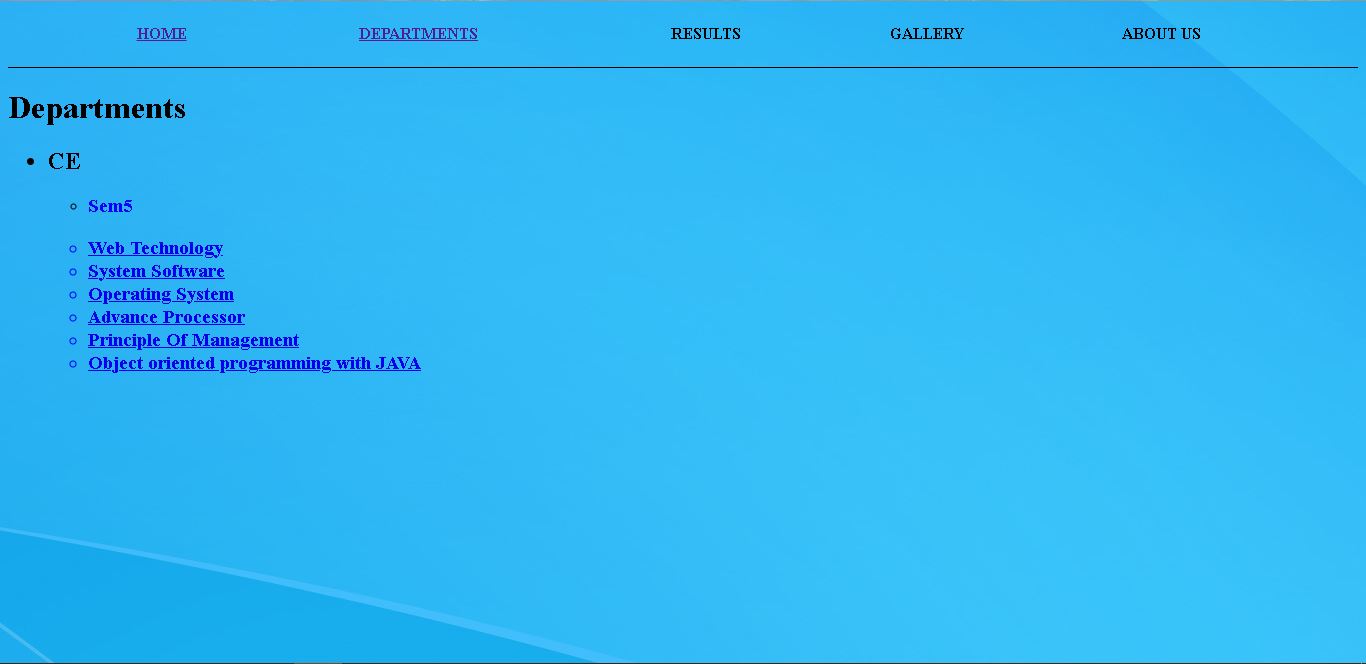 HOME DEPARTMENTS RESULTS GALLERY ABOUT US
Departments
CE
Sem5
Web Technology
System Software
Operating System
Advance Processor
Principle Of Management
Object oriented programming with JAVA